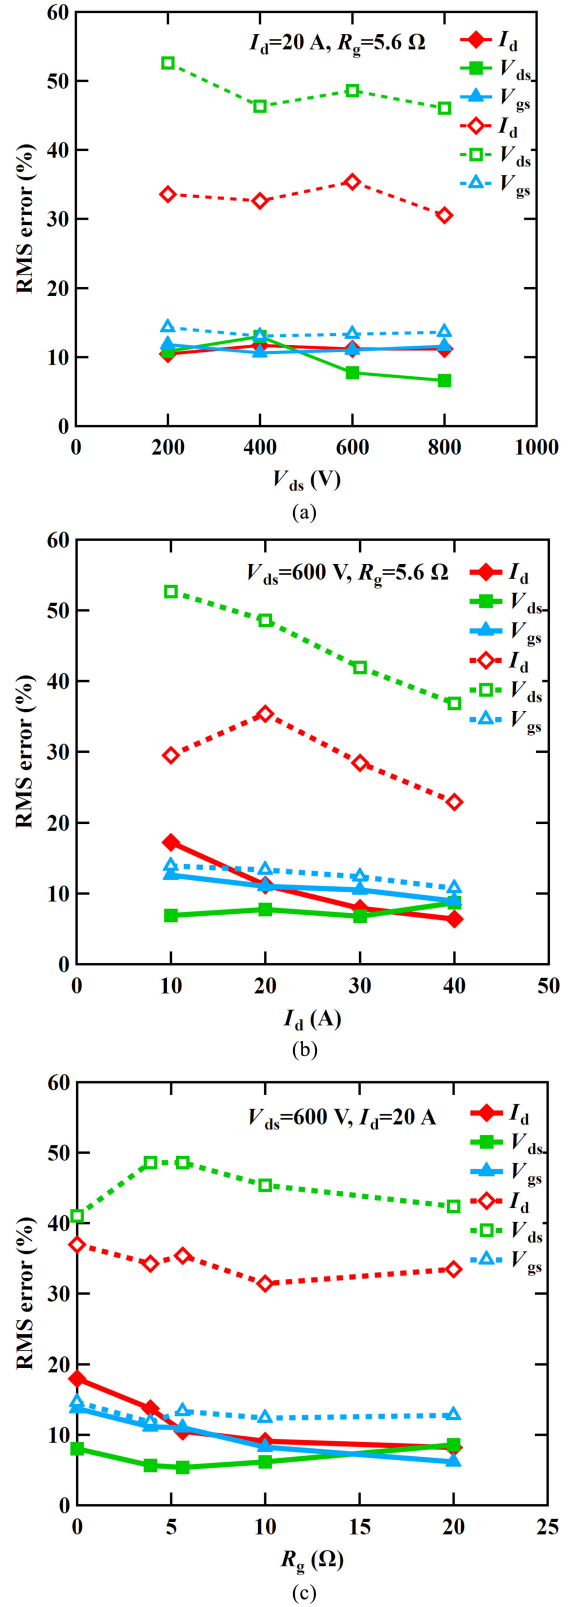 60
I_d=20 A, R_g=5.6 Ω
I_d
V_ds
V_gs
I_d
V_ds
V_gs
50
40
30
20
10
0
RMS error (%)
0 200 400 600 800 1000
V_ds (V)
(a)
60
V_ds=600 V, R_g=5.6 Ω
I_d
V_ds
V_gs
I_d
V_ds
V_gs
50
40
30
20
10
0
RMS error (%)
0 10 20 30 40 50
I_d (A)
(b)
60
V_ds=600 V, I_d=20 A
I_d
V_ds
V_gs
I_d
V_ds
V_gs
50
40
30
20
10
0
RMS error (%)
0 5 10 15 20 25
R_g (Ω)
(c)